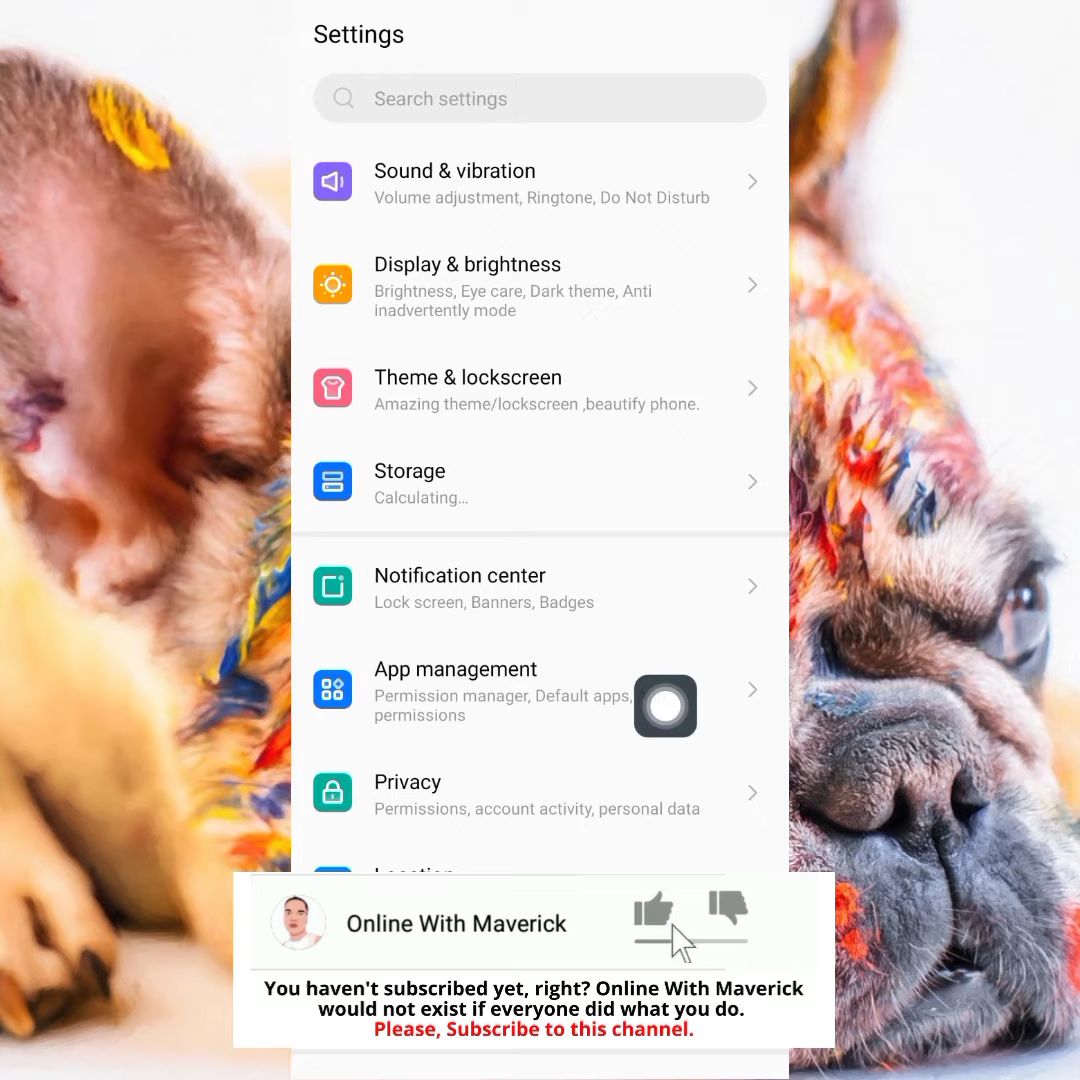 Settings
Search settings
Sound & vibration
Volume adjustment, Ringtone, Do Not Disturb
Display & brightness
Brightness, Eye care, Dark theme, Anti
inadvertently mode
Theme & lockscreen
Amazing theme/lockscreen ,beautify phone.
Storage
Calculating...
Notification center
Lock screen, Banners, Badges
App management
Permission manager, Default apps,
permissions
Privacy
Permissions, account activity, personal data
Location
Online With Maverick
You haven't subscribed yet, right? Online With Maverick
would not exist if everyone did what you do.
Please, Subscribe to this channel.